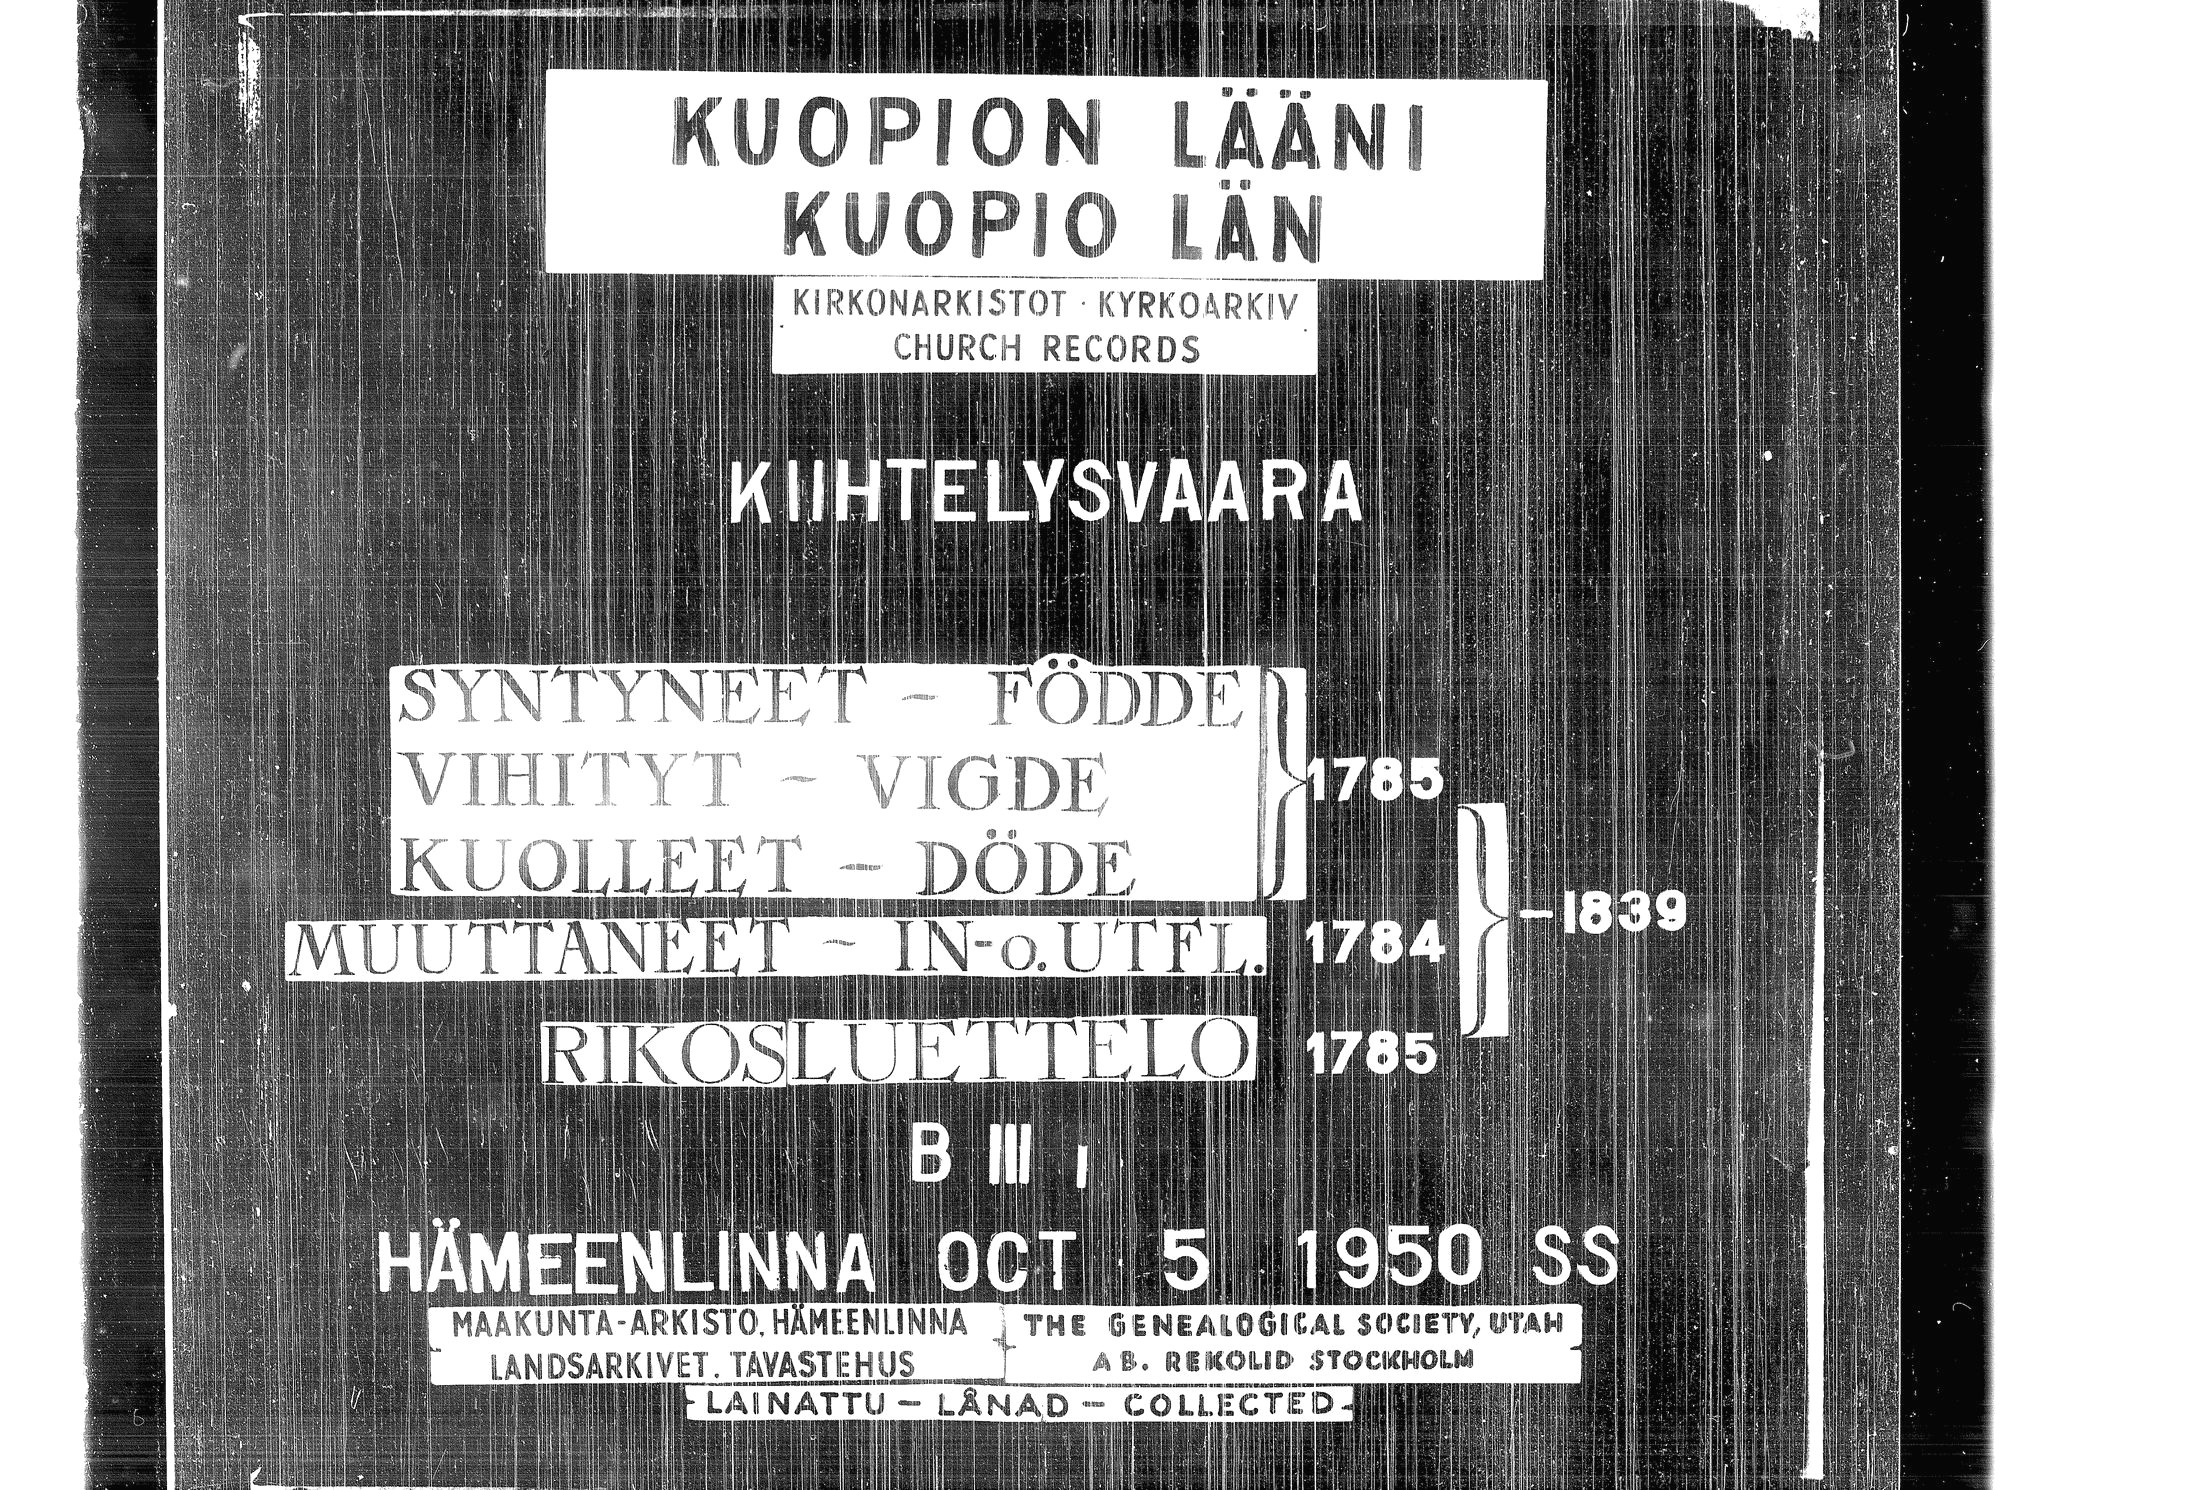 KUOPION LÄÄNI
KUOPIO LÄN
KIRKONARKISTOT · KYRKOARKIV
CHURCH RECORDS
KIIHTELYSVAARA
SYNTYNEET - FÖDDE
VIHITYT - VIGDE } 1785
KUOLLEET - DÖDE
MUUTTANEET - IN-o.UTFL. 1784 } -1839
RIKOSLUETTELO 1785
B III 1
HÄMEENLINNA OCT 5 1950 SS
MAAKUNTA-ARKISTO, HÄMEENLINNA
LANDSARKIVET, TAVASTEHUS
THE GENEALOGICAL SOCIETY, UTAH
AB. REKOLID STOCKHOLM
LAINATTU - LÅNAD - COLLECTED